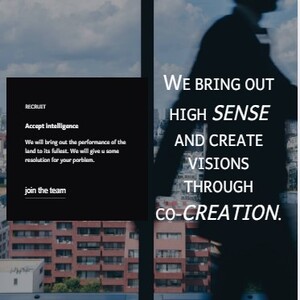 RECRUIT
Accept Intelligence
We will bring out the performance of the
land to its fullest. We will give u some
resolution for your porblem.
join the team
WE BRING OUT
HIGH SENSE
AND CREATE
VISIONS
THROUGH
CO-CREATION.